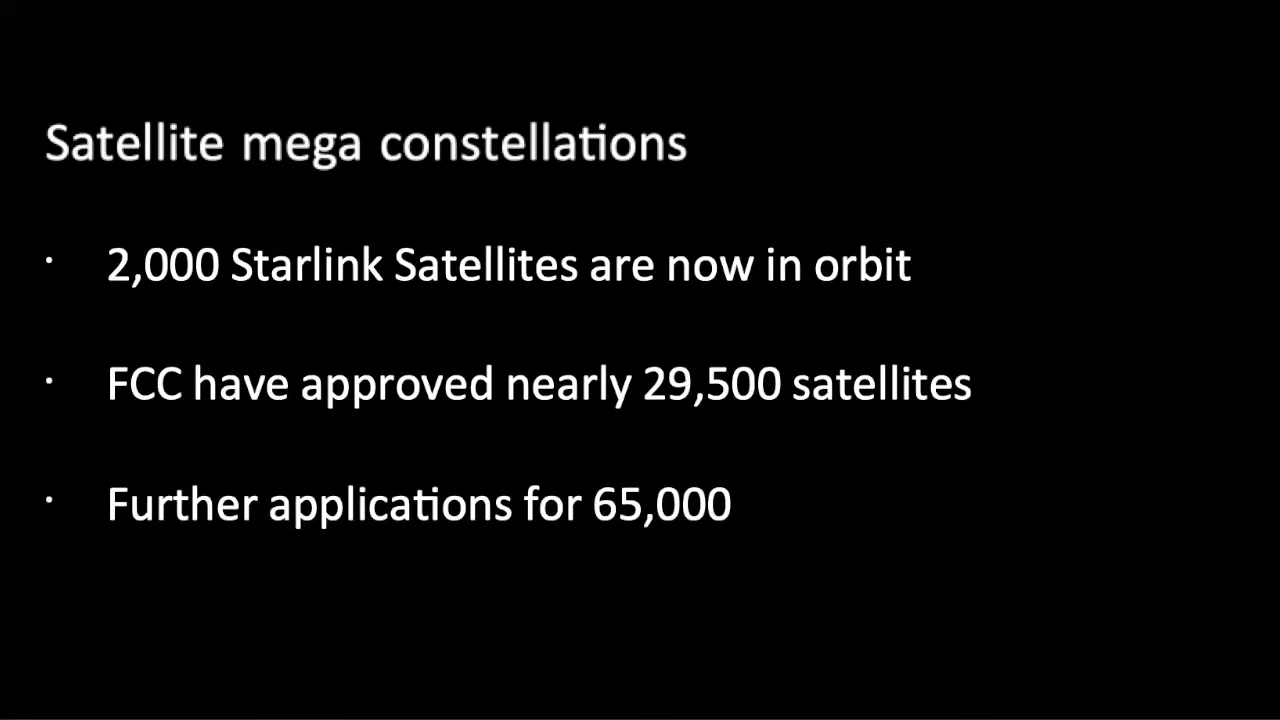 Satellite mega constellations
· 2,000 Starlink Satellites are now in orbit
· FCC have approved nearly 29,500 satellites
· Further applications for 65,000